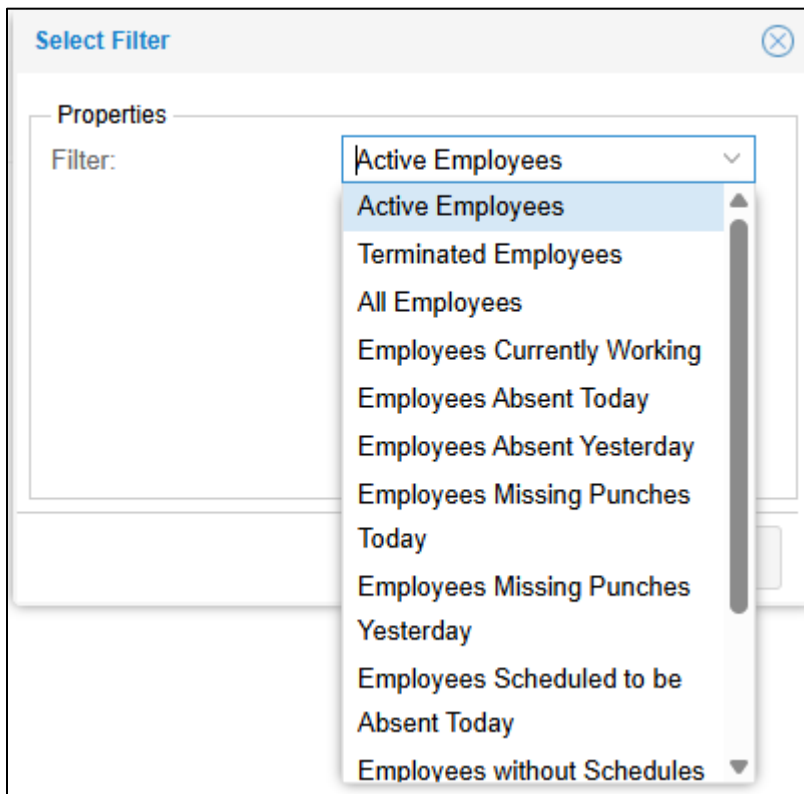 Select Filter
Properties
Filter:
Active Employees
Active Employees
Terminated Employees
All Employees
Employees Currently Working
Employees Absent Today
Employees Absent Yesterday
Employees Missing Punches
Today
Employees Missing Punches
Yesterday
Employees Scheduled to be
Absent Today
Employees without Schedules